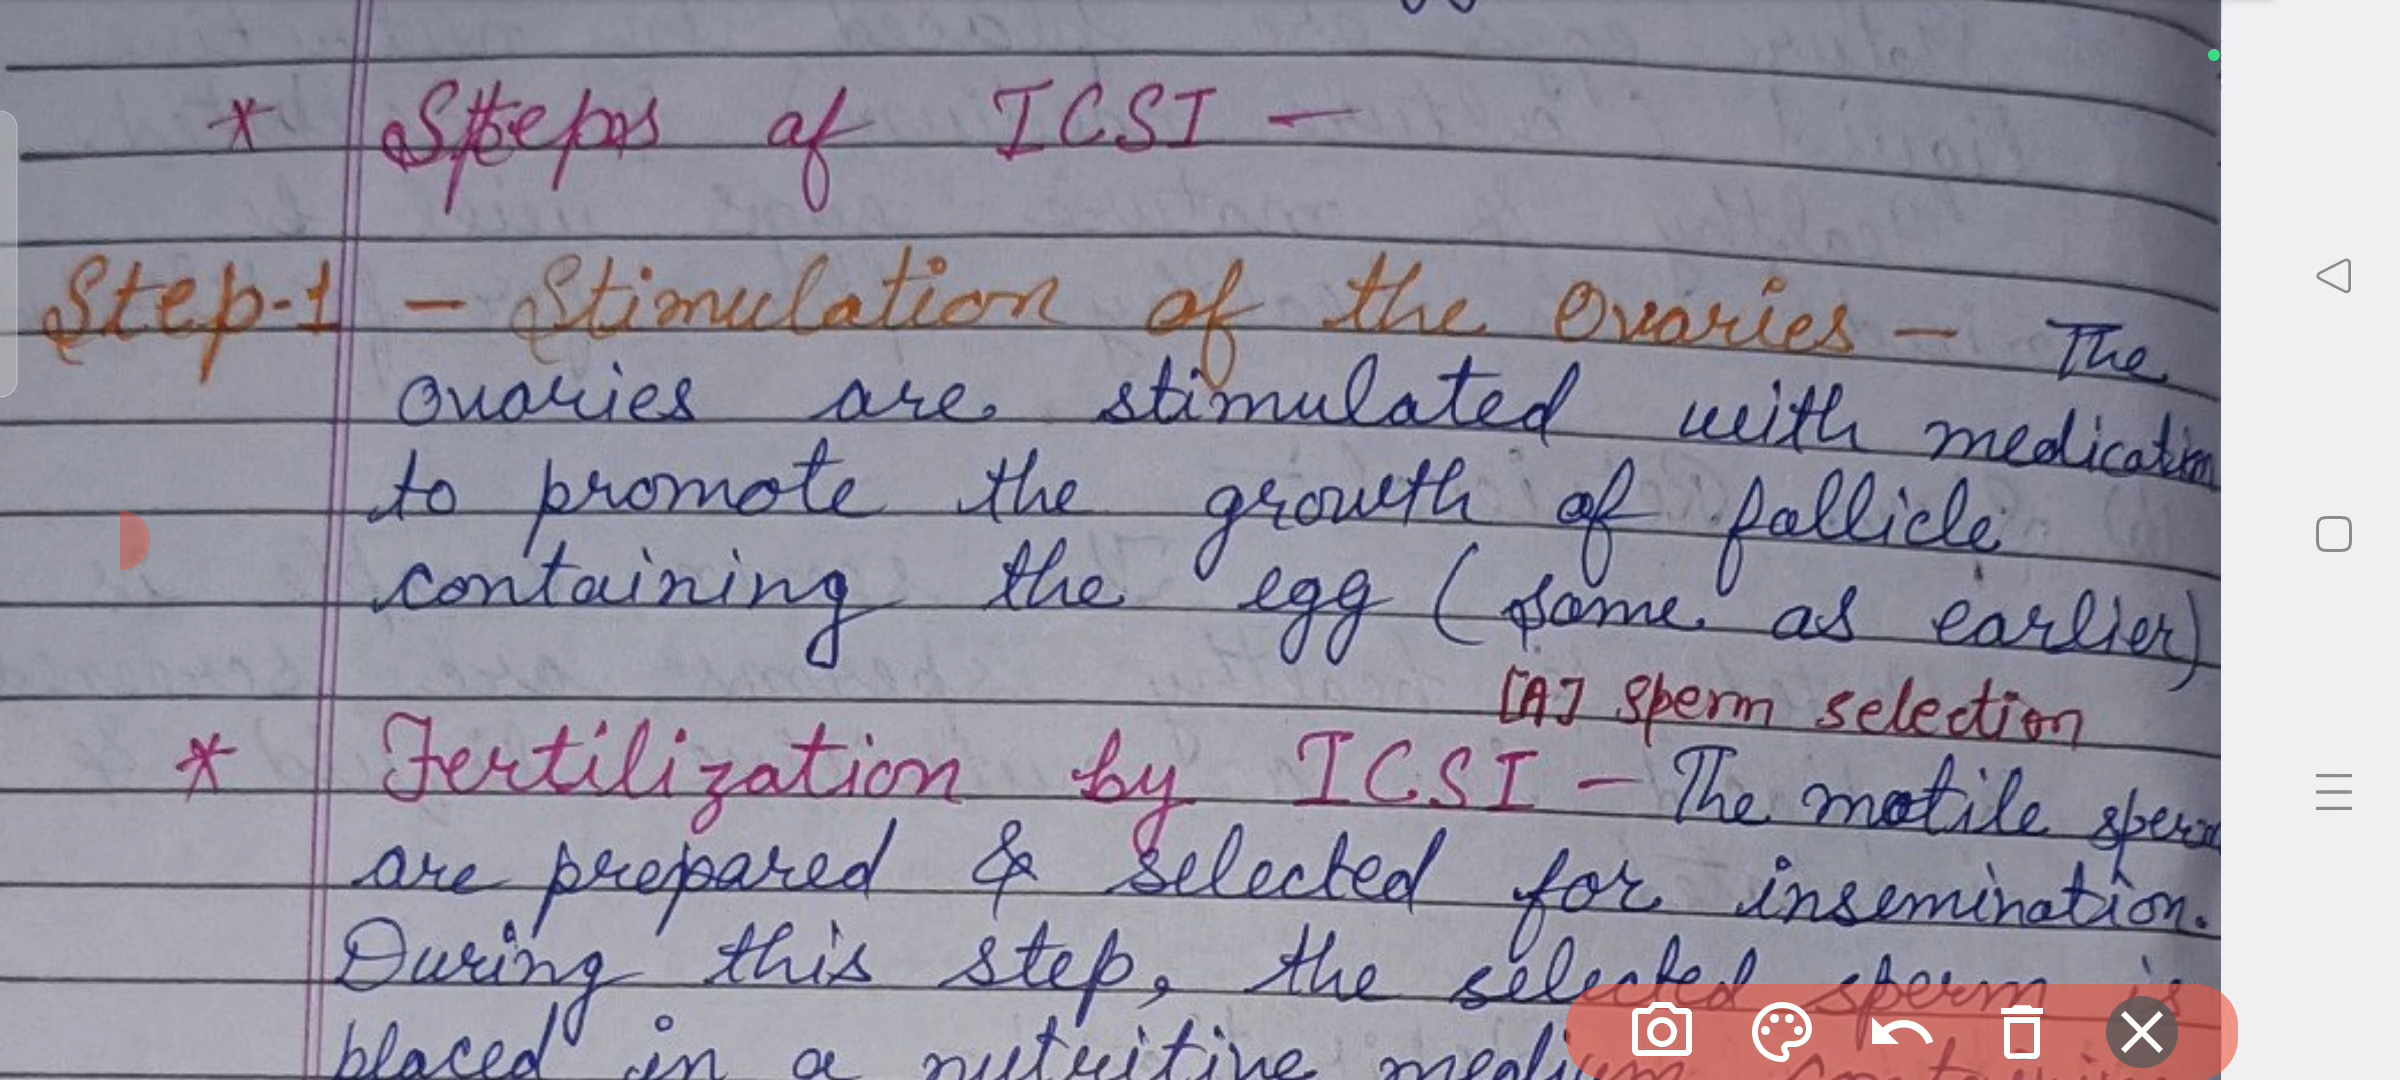 * Steps of ICSI -
Step-1 - Stimulation of the Ovaries - The
ovaries are stimulated with medication
to promote the growth of follicle
containing the egg (same as earlier)
[A] sperm selection
* Fertilization by ICSI - The motile sperm
are prepared & selected for insemination.
During this step, the selected sperm is
placed in a nutritive medium